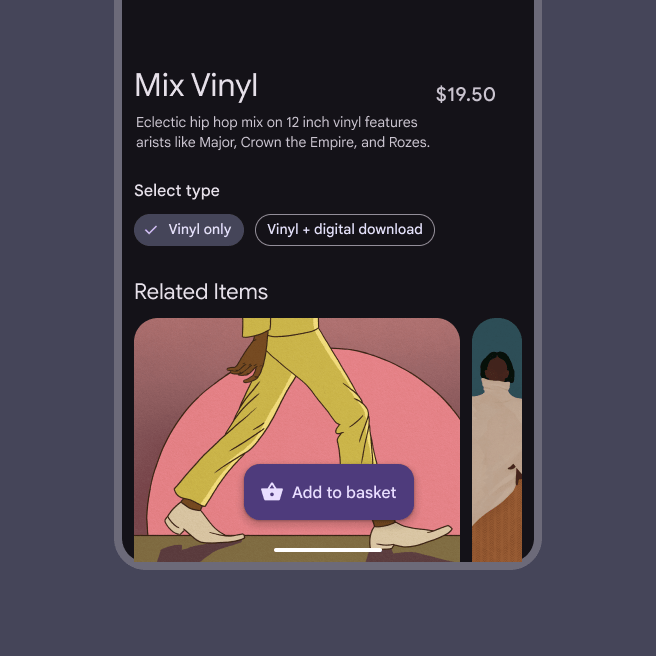 Mix Vinyl
$19.50
Eclectic hip hop mix on 12 inch vinyl features
arists like Major, Crown the Empire, and Rozes.
Select type
Vinyl only
Vinyl + digital download
Related Items
Add to basket